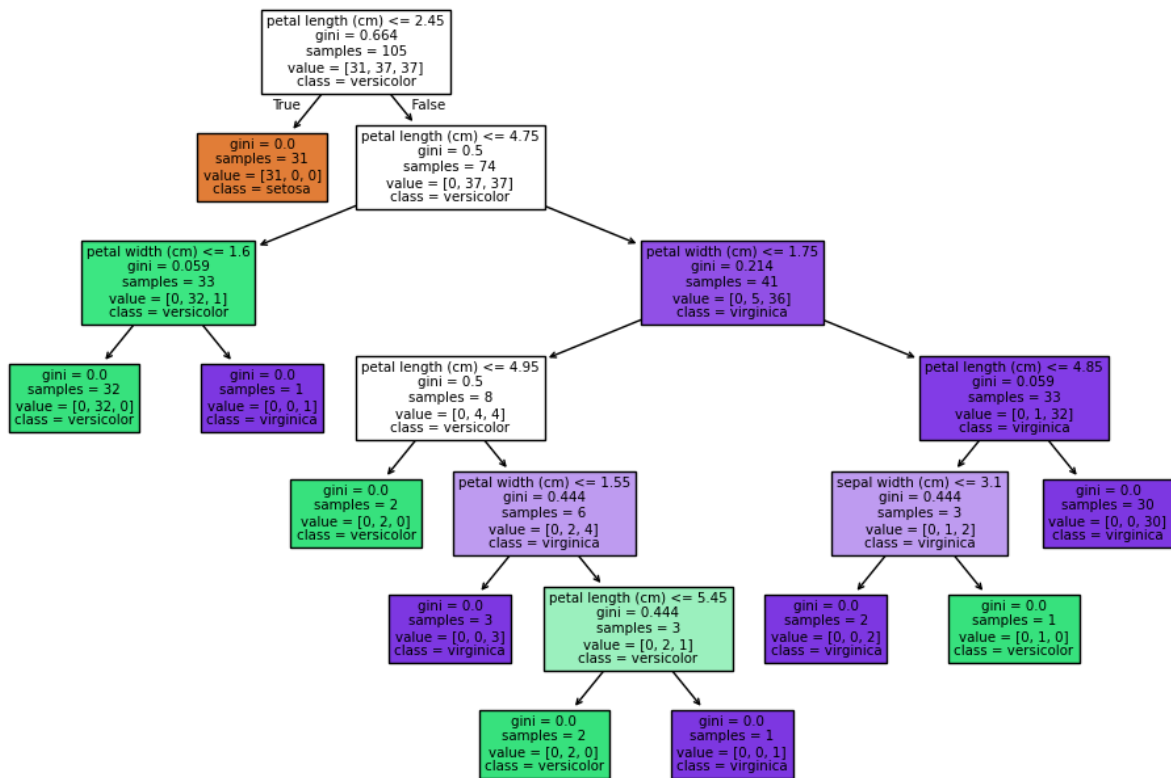 petal length (cm) <= 2.45
gini = 0.664
samples = 105
value = [31, 37, 37]
class = versicolor
True
False
gini = 0.0
samples = 31
value = [31, 0, 0]
class = setosa
petal length (cm) <= 4.75
gini = 0.5
samples = 74
value = [0, 37, 37]
class = versicolor
petal width (cm) <= 1.6
gini = 0.059
samples = 33
value = [0, 32, 1]
class = versicolor
petal width (cm) <= 1.75
gini = 0.214
samples = 41
value = [0, 5, 36]
class = virginica
gini = 0.0
samples = 32
value = [0, 32, 0]
class = versicolor
gini = 0.0
samples = 1
value = [0, 0, 1]
class = virginica
petal length (cm) <= 4.95
gini = 0.5
samples = 8
value = [0, 4, 4]
class = versicolor
petal length (cm) <= 4.85
gini = 0.059
samples = 33
value = [0, 1, 32]
class = virginica
gini = 0.0
samples = 2
value = [0, 2, 0]
class = versicolor
petal width (cm) <= 1.55
gini = 0.444
samples = 6
value = [0, 2, 4]
class = virginica
sepal width (cm) <= 3.1
gini = 0.444
samples = 3
value = [0, 1, 2]
class = virginica
gini = 0.0
samples = 30
value = [0, 0, 30]
class = virginica
gini = 0.0
samples = 3
value = [0, 0, 3]
class = virginica
petal length (cm) <= 5.45
gini = 0.444
samples = 3
value = [0, 2, 1]
class = versicolor
gini = 0.0
samples = 2
value = [0, 0, 2]
class = virginica
gini = 0.0
samples = 1
value = [0, 1, 0]
class = versicolor
gini = 0.0
samples = 2
value = [0, 2, 0]
class = versicolor
gini = 0.0
samples = 1
value = [0, 0, 1]
class = virginica